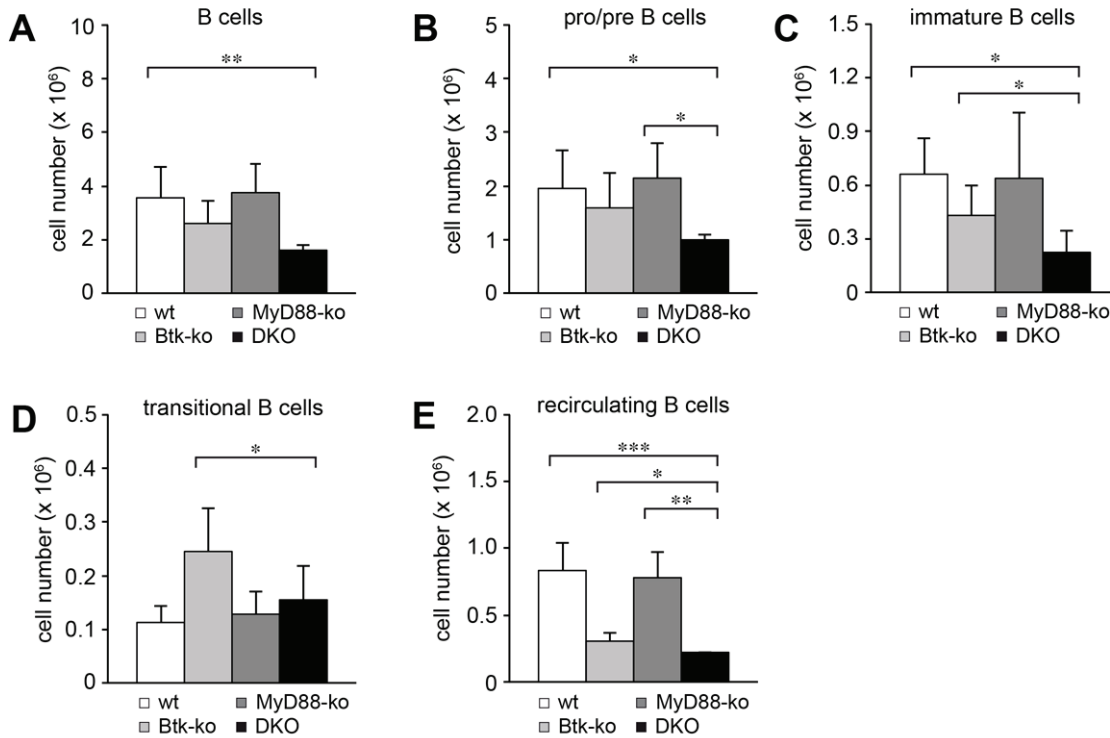 A
B cells
cell number (x 10⁶)
10
8
6
4
2
0
**
wt
MyD88-ko
Btk-ko
DKO
B
pro/pre B cells
cell number (x 10⁶)
5
4
3
2
1
0
*
*
wt
MyD88-ko
Btk-ko
DKO
C
immature B cells
cell number (x 10⁶)
1.5
1.2
0.9
0.6
0.3
0
*
*
wt
MyD88-ko
Btk-ko
DKO
D
transitional B cells
cell number (x 10⁶)
0.5
0.4
0.3
0.2
0.1
0
*
wt
MyD88-ko
Btk-ko
DKO
E
recirculating B cells
cell number (x 10⁶)
2.0
1.5
1.0
0.5
0
***
*
**
wt
MyD88-ko
Btk-ko
DKO